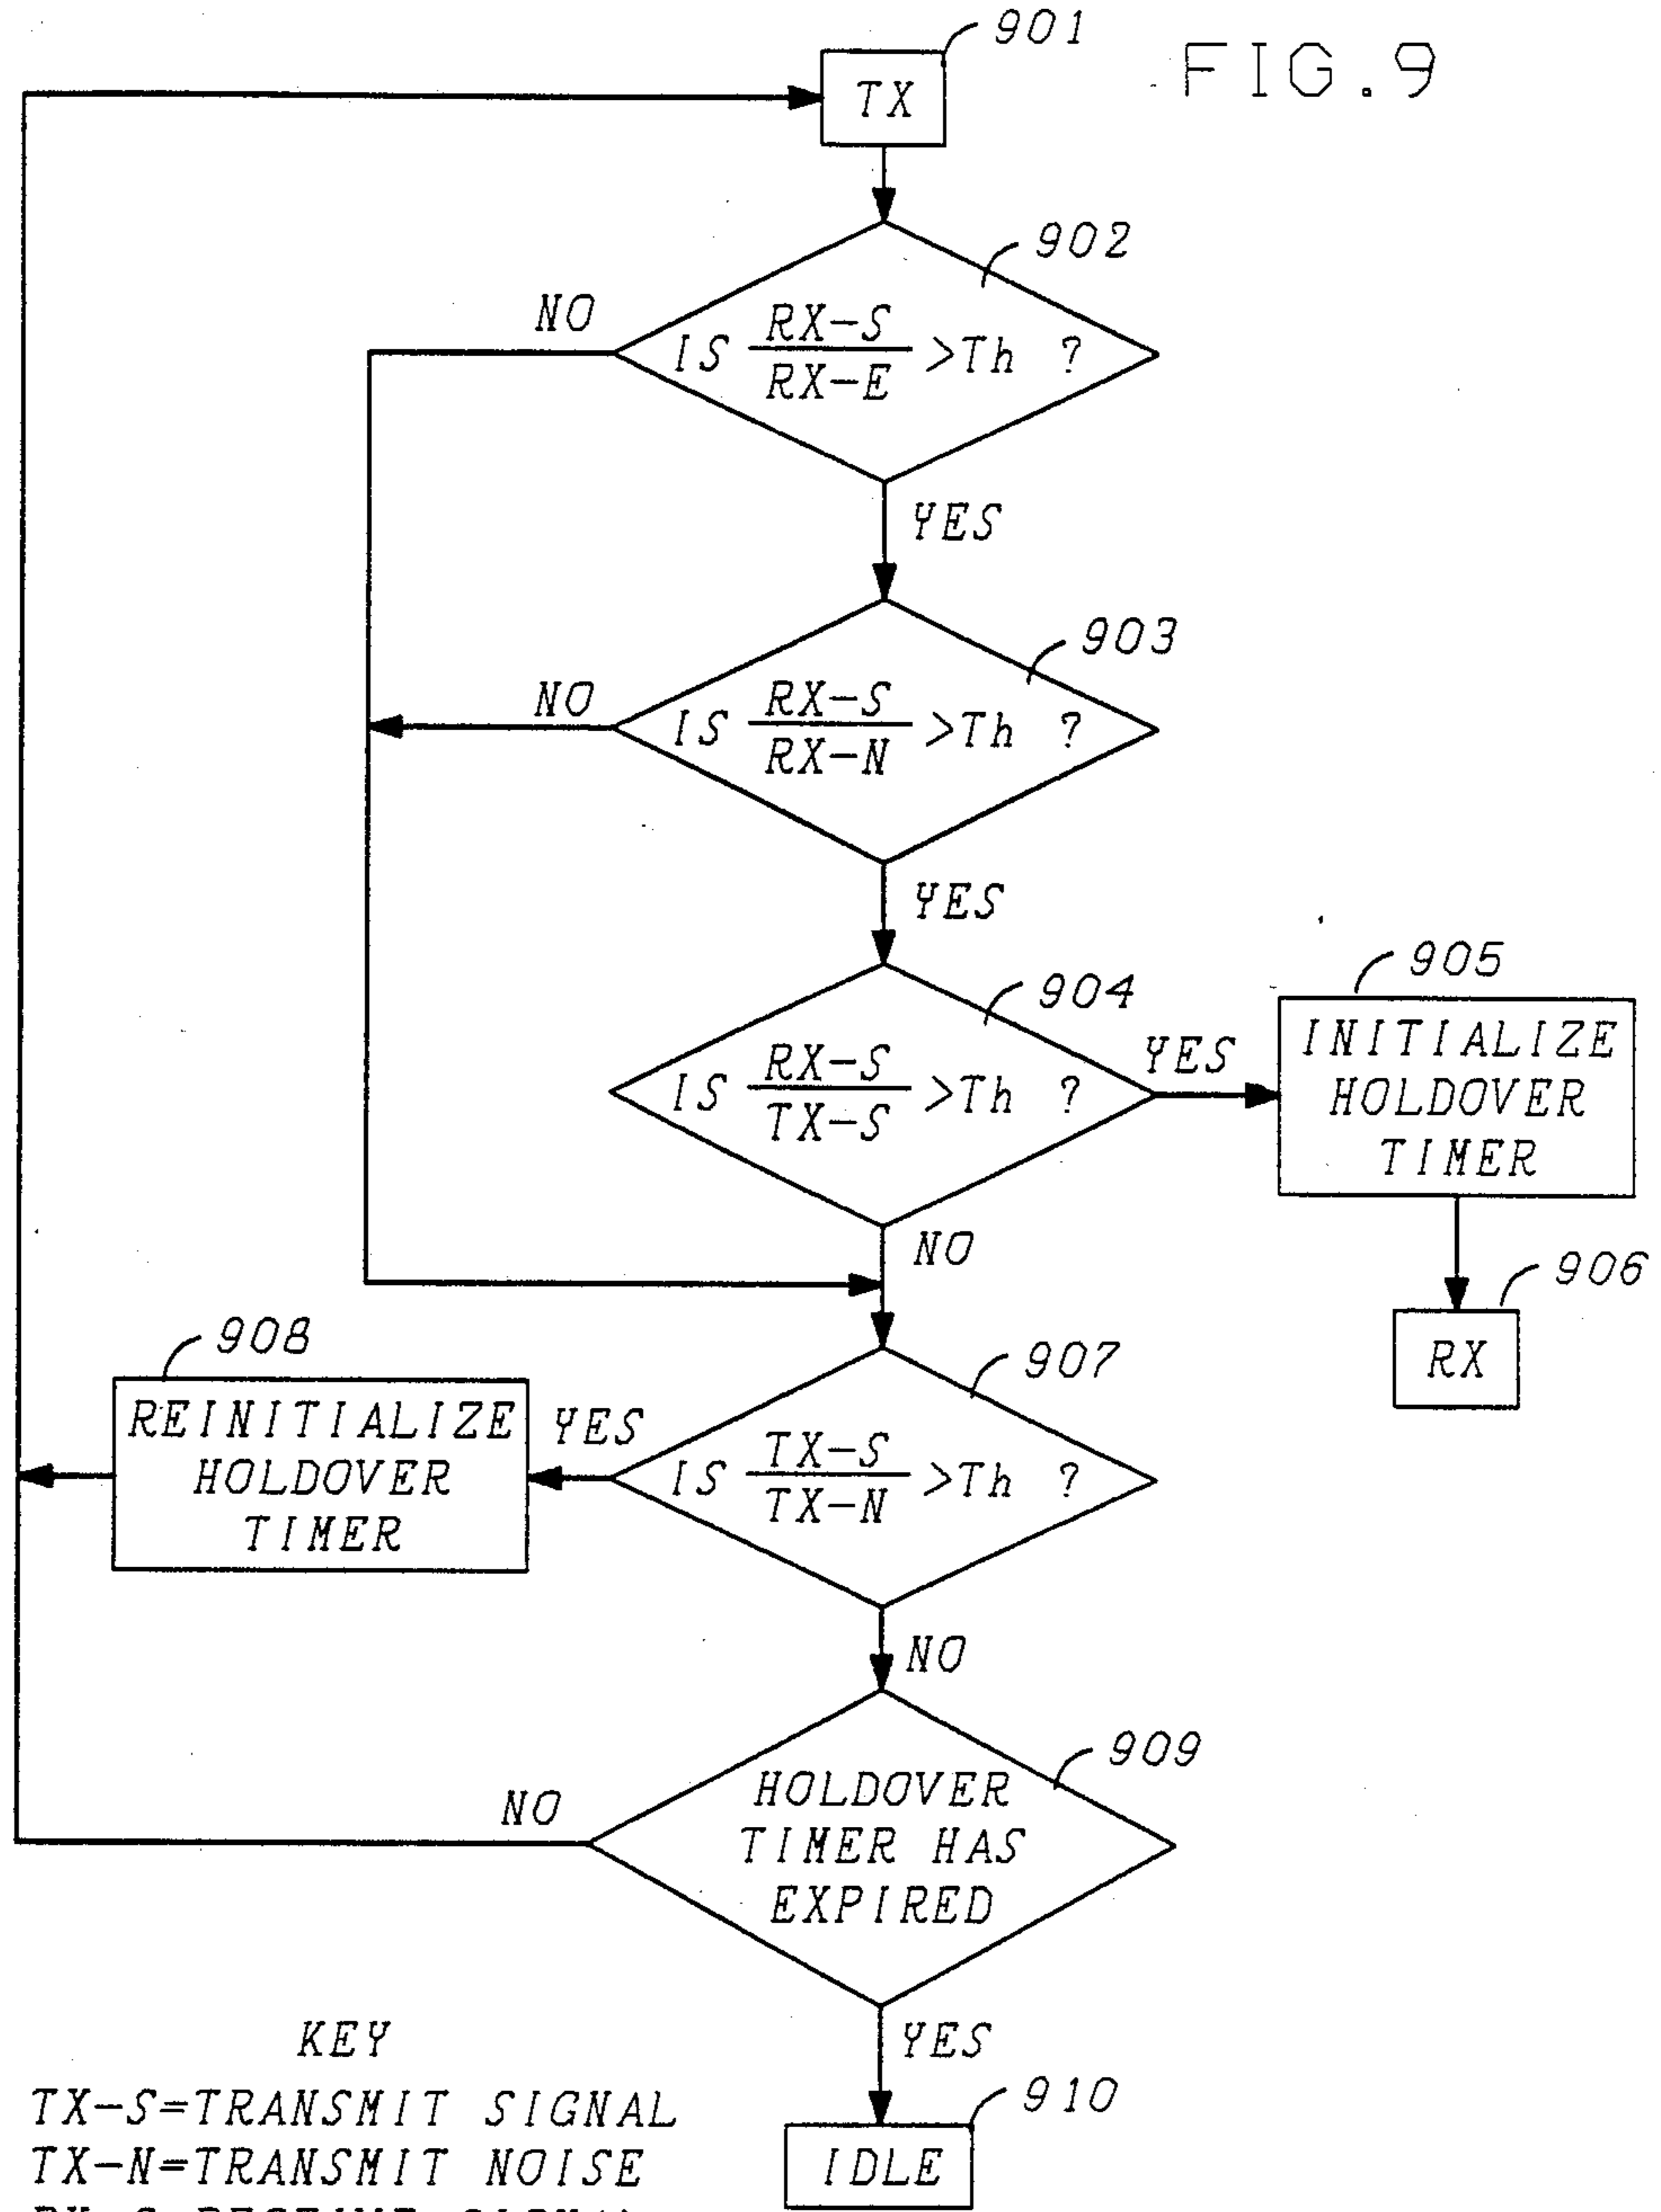 901
FIG.9
TX
902
NO
IS RX-S / RX-E >Th ?
YES
903
NO
IS RX-S / RX-N >Th ?
YES
904
905
IS RX-S / TX-S >Th ?
YES
INITIALIZE
HOLDOVER
TIMER
NO
906
RX
908
907
REINITIALIZE
HOLDOVER
TIMER
YES
IS TX-S / TX-N >Th ?
NO
909
NO
HOLDOVER
TIMER HAS
EXPIRED
YES
910
IDLE
KEY
TX-S=TRANSMIT SIGNAL
TX-N=TRANSMIT NOISE